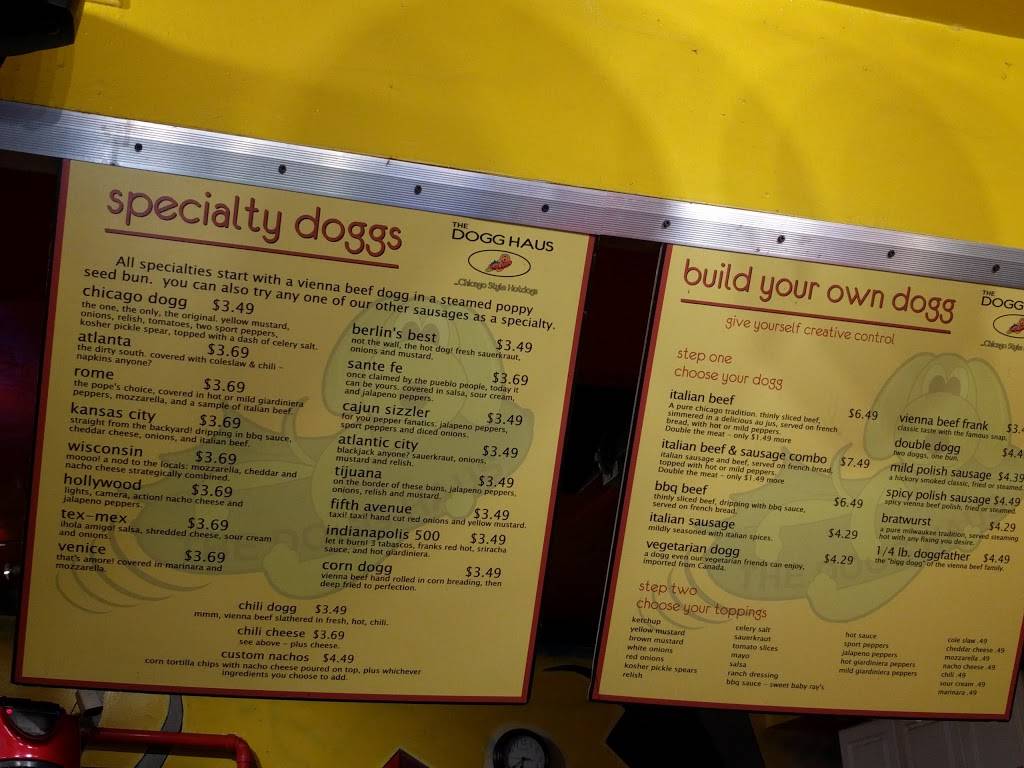 specialty doggs
THE
DOGG HAUS
...Chicago Style Hotdogs
All specialties start with a vienna beef dogg in a steamed poppy
seed bun. you can also try any one of our other sausages as a specialty.
chicago dogg $3.49
the one, the only, the original. yellow mustard,
onions, relish, tomatoes, two sport peppers,
kosher pickle spear, topped with a dash of celery salt.
atlanta $3.69
the dirty south. covered with coleslaw & chili –
napkins anyone?
rome $3.69
the pope's choice, covered in hot or mild giardiniera
peppers, mozzarella, and a sample of italian beef.
kansas city $3.69
straight from the backyard! dripping in bbq sauce,
cheddar cheese, onions, and italian beef.
wisconsin $3.69
moooo! a nod to the locals: mozzarella, cheddar and
nacho cheese strategically combined.
hollywood $3.69
lights, camera, action! nacho cheese and
jalapeno peppers.
tex-mex $3.69
ihola amigo! salsa, shredded cheese, sour cream
and onions.
venice $3.69
that's amore! covered in marinara and
mozzarella.
berlin's best $3.49
not the wall, the hot dog! fresh sauerkraut,
onions and mustard.
sante fe $3.69
once claimed by the pueblo people, today it
can be yours. covered in salsa, sour cream,
and jalapeno peppers.
cajun sizzler $3.49
for you pepper fanatics. jalapeno peppers,
sport peppers and diced onions.
atlantic city $3.49
blackjack anyone? sauerkraut, onions,
mustard and relish.
tijuana $3.49
on the border of these buns. jalapeno peppers,
onions, relish and mustard.
fifth avenue $3.49
taxi! taxi! hand cut red onions and yellow mustard.
indianapolis 500 $3.49
let it burn! 3 tabascos, franks red hot, sriracha
sauce, and hot giardiniera.
corn dogg $3.49
vienna beef hand rolled in corn breading, then
deep fried to perfection.
chili dogg $3.49
mmm, vienna beef slathered in fresh, hot, chili.
chili cheese $3.69
see above – plus cheese.
custom nachos $4.49
corn tortilla chips with nacho cheese poured on top, plus whichever
ingredients you choose to add.
build your own dogg
give yourself creative control
THE
DOGG
...Chicago Style
step one
choose your dogg
italian beef $6.49
A pure chicago tradition. thinly sliced beef,
simmered in a delicious au jus, served on french
bread, with hot or mild peppers.
Double the meat – only $1.49 more
italian beef & sausage combo $7.49
italian sausage and beef, served on french bread,
topped with hot or mild peppers.
Double the meat – only $1.49 more
bbq beef $6.49
thinly sliced beef, dripping with bbq sauce,
served on french bread.
italian sausage $4.29
mildly seasoned with italian spices.
vegetarian dogg $4.29
a dogg even our vegetarian friends can enjoy,
imported from Canada.
vienna beef frank $3.4
classic taste with the famous snap.
double dogg $4.4
two doggs, one bun.
mild polish sausage $4.39
a hickory smoked classic, fried or steamed.
spicy polish sausage $4.49
spicy vienna beef polish, fried or steamed.
bratwurst $4.29
a pure milwaukee tradition, served steaming
hot with any fixing you desire.
1/4 lb. doggfather $4.49
the "bigg dogg" of the vienna beef family.
step two
choose your toppings
ketchup
yellow mustard
brown mustard
white onions
red onions
kosher pickle spears
relish
celery salt
sauerkraut
tomato slices
mayo
salsa
ranch dressing
bbq sauce – sweet baby ray's
hot sauce
sport peppers
jalapeno peppers
hot giardiniera peppers
mild giardiniera peppers
cole slaw .49
cheddar cheese .49
mozzarella .49
nacho cheese .49
chili .49
sour cream .49
marinara .49